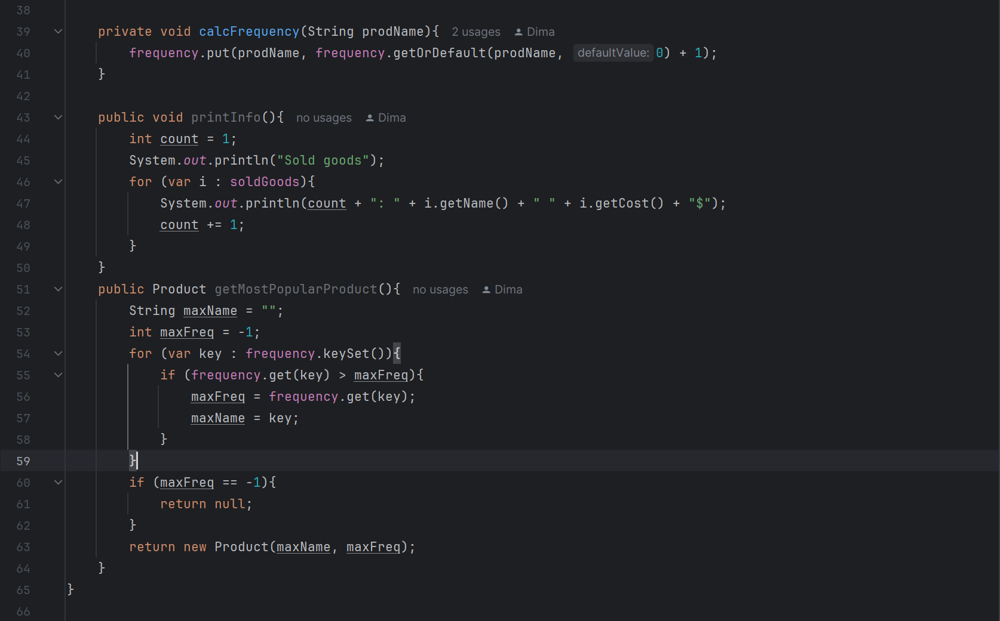 38
39 private void calcFrequency(String prodName){ 2 usages Dima
40 frequency.put(prodName, frequency.getOrDefault(prodName, defaultValue: 0) + 1);
41 }
42
43 public void printInfo(){ no usages Dima
44 int count = 1;
45 System.out.println("Sold goods");
46 for (var i : soldGoods){
47 System.out.println(count + ": " + i.getName() + " " + i.getCost() + "$");
48 count += 1;
49 }
50 }
51 public Product getMostPopularProduct(){ no usages Dima
52 String maxName = "";
53 int maxFreq = -1;
54 for (var key : frequency.keySet()){
55 if (frequency.get(key) > maxFreq){
56 maxFreq = frequency.get(key);
57 maxName = key;
58 }
59 }
60 if (maxFreq == -1){
61 return null;
62 }
63 return new Product(maxName, maxFreq);
64 }
65 }
66